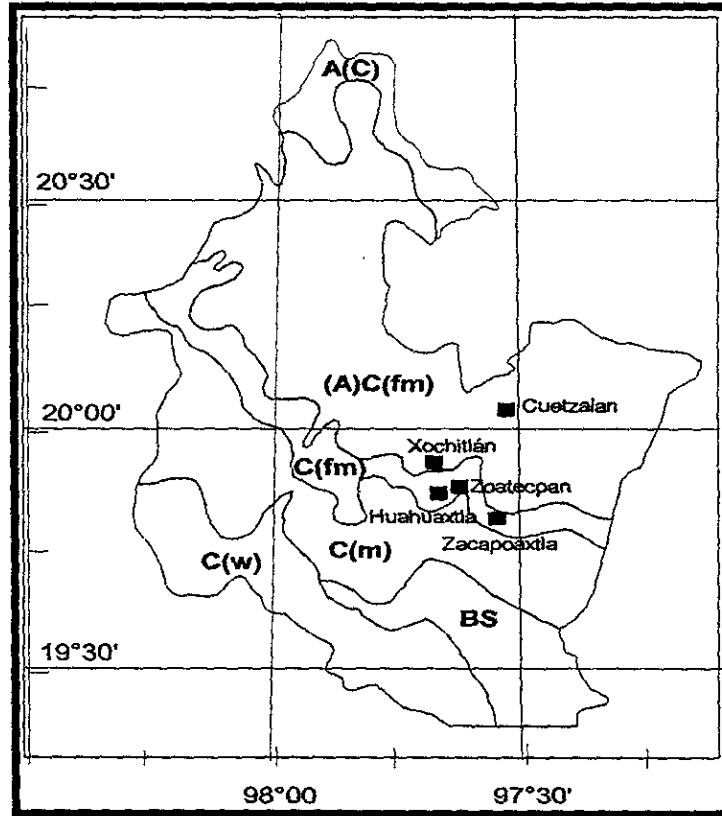 A(C)
20°30'
(A)C(fm)
Cuetzalan
20°00'
Xochitlán
C(fm)
Zoatecpan
Huahuaxtla
Zacapoaxtla
C(m)
C(w)
BS
19°30'
98°00'
97°30'